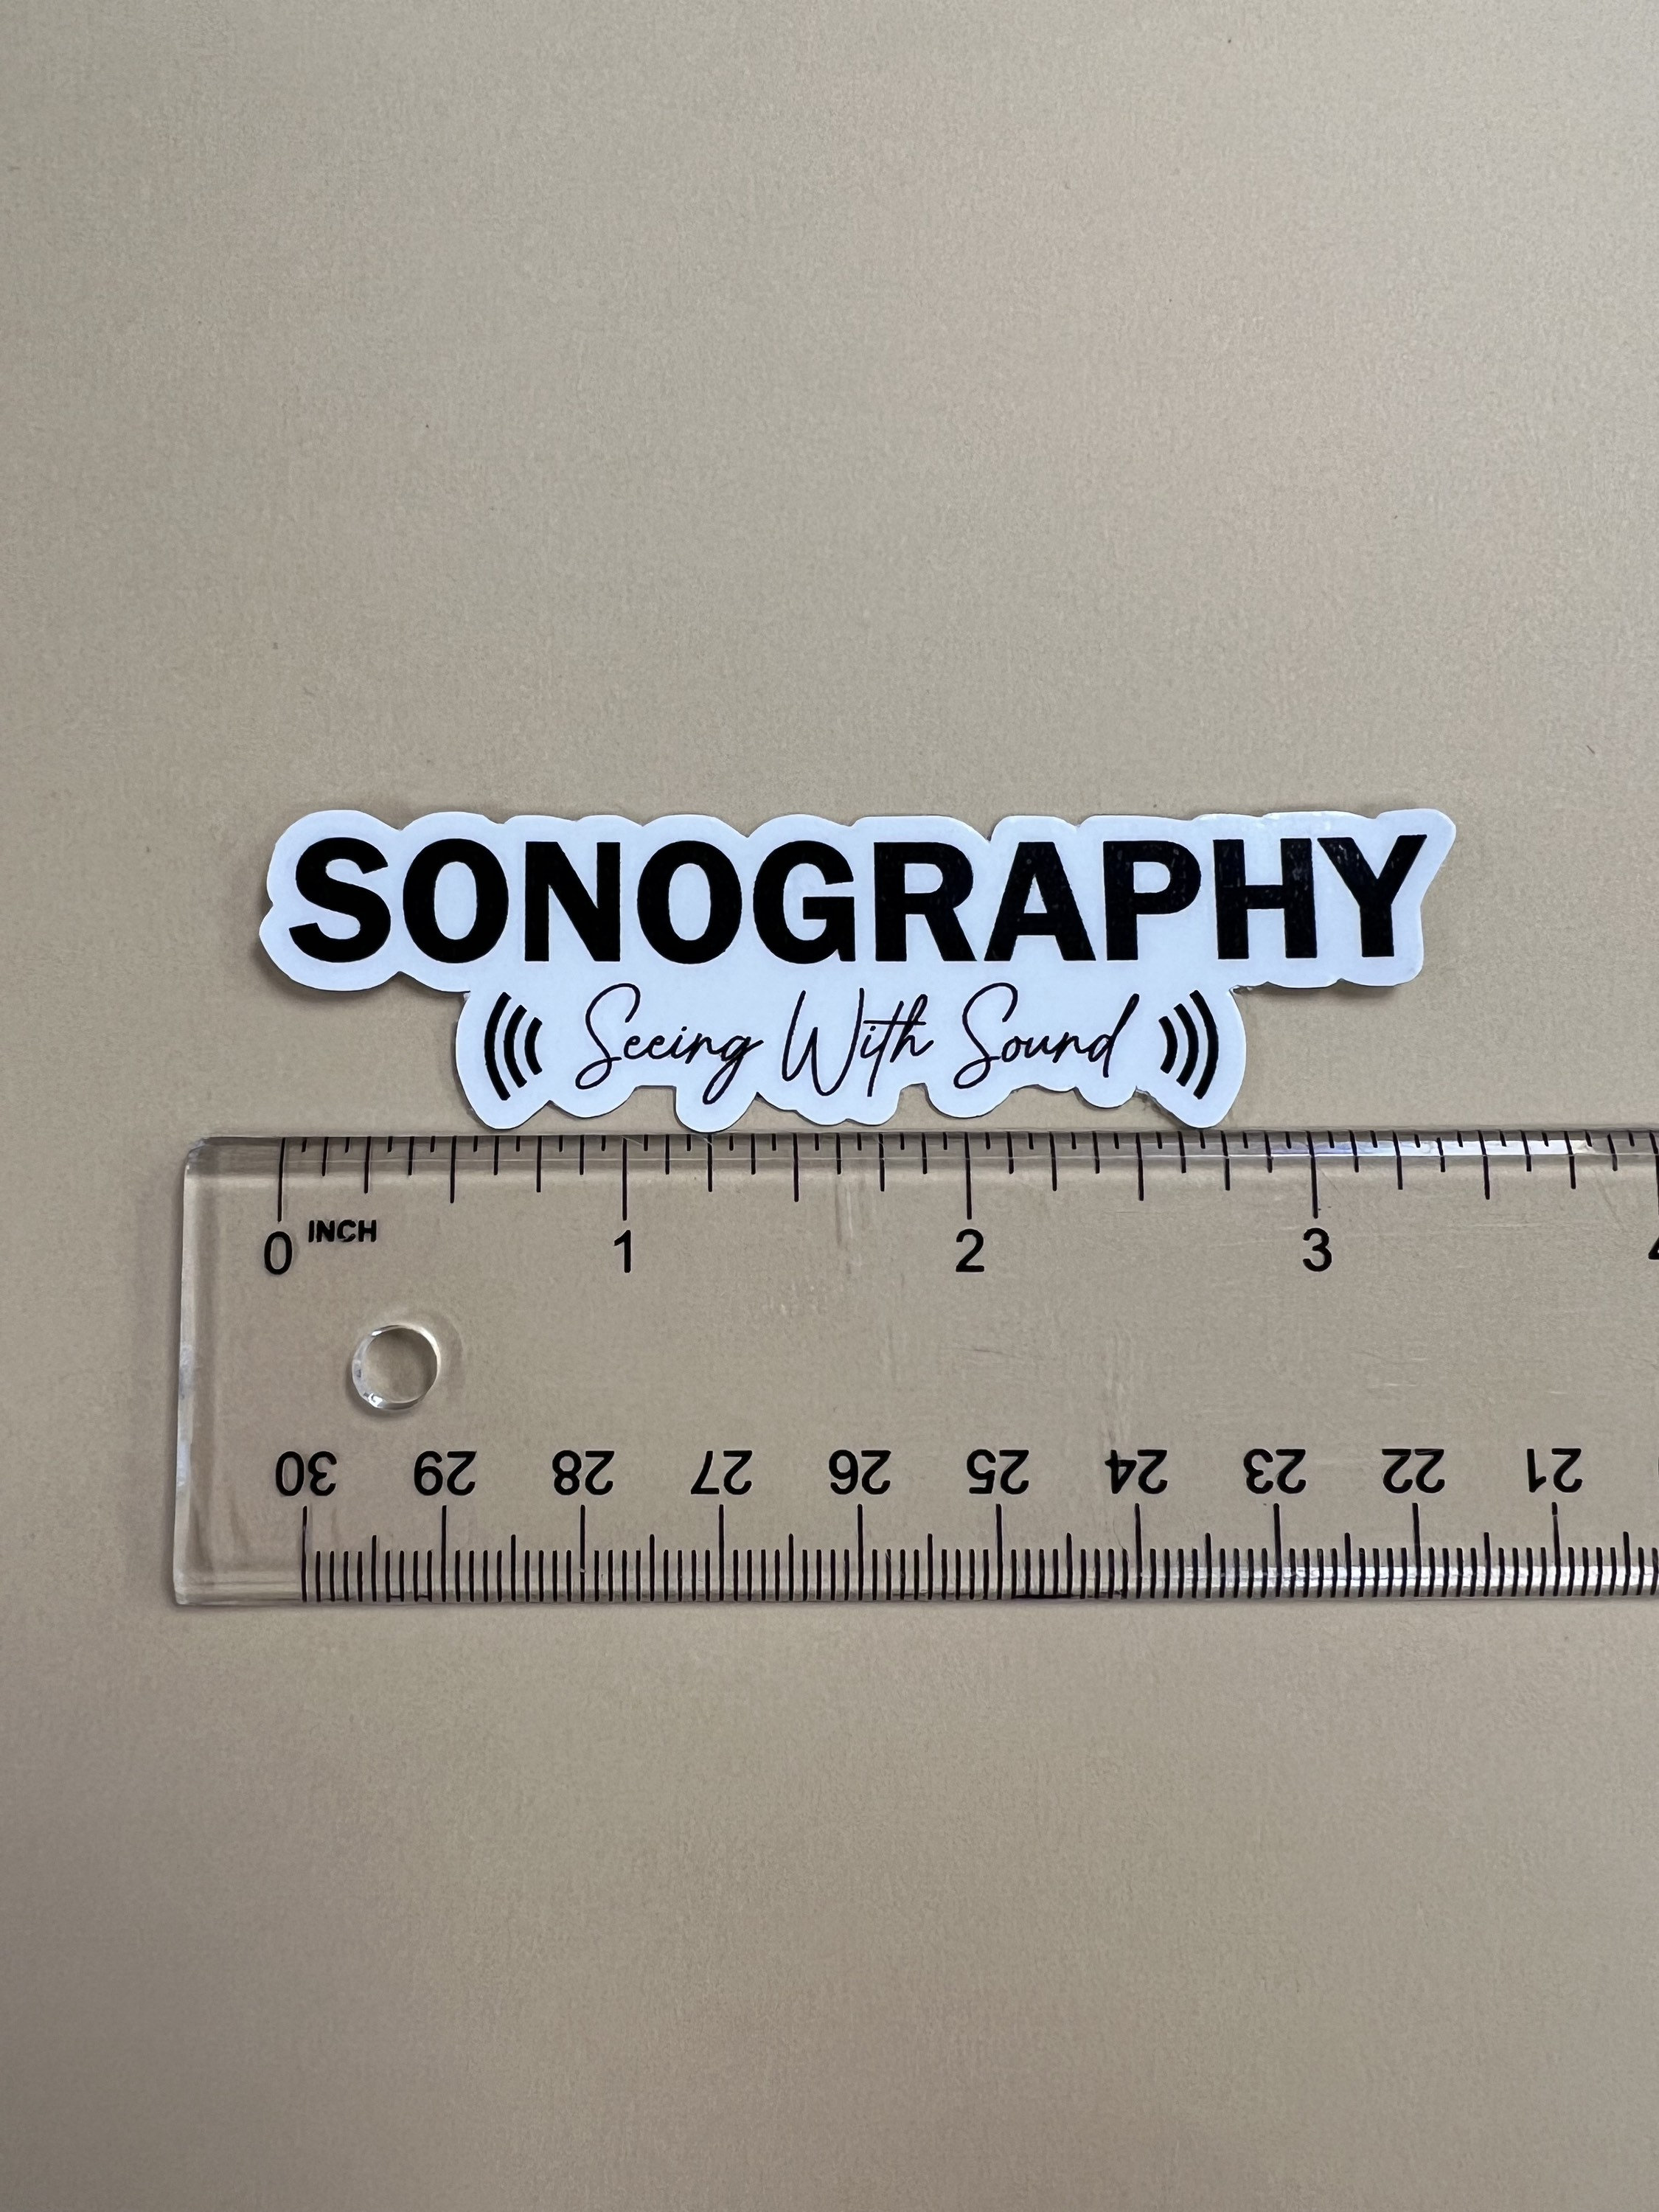 SONOGRAPHY
Seeing With Sound
0 INCH 1 2 3
30 29 28 27 26 25 24 23 22 21